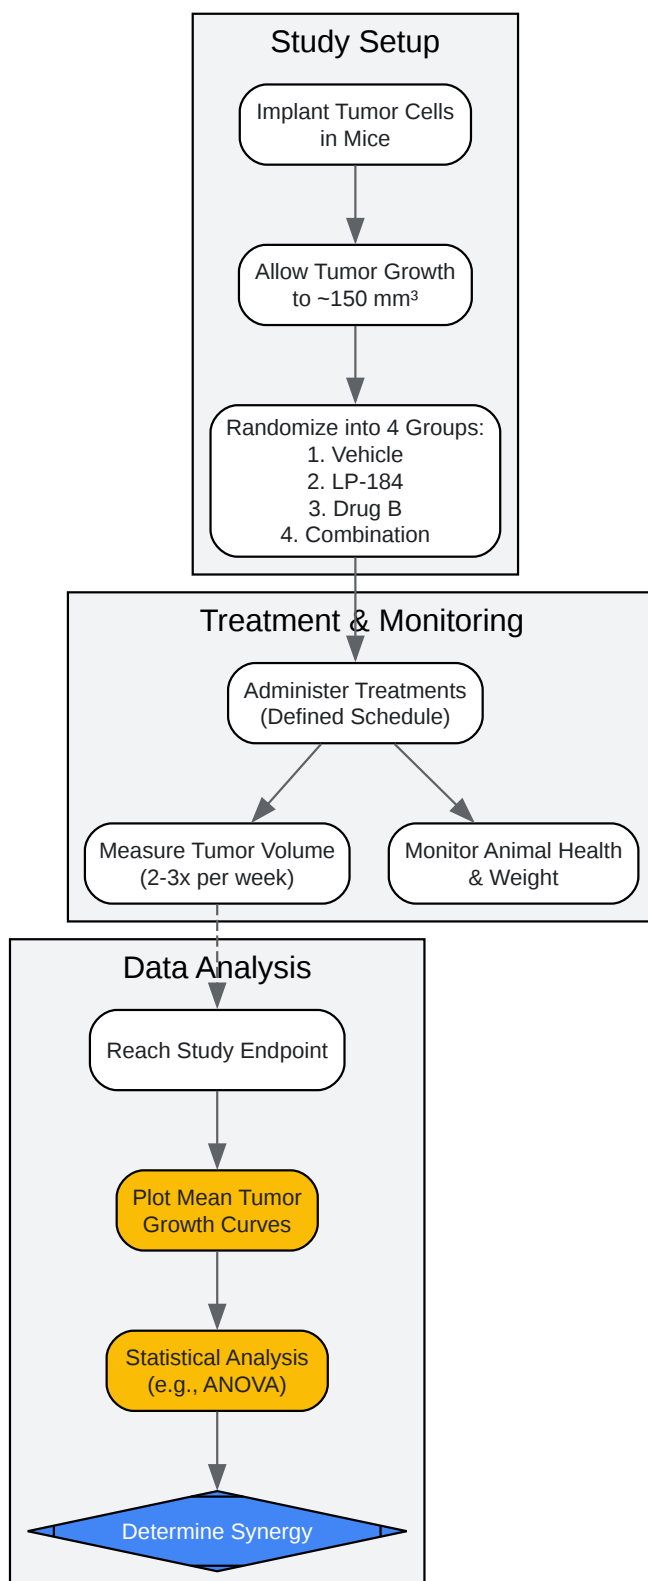 Study Setup
Implant Tumor Cells
in Mice
Allow Tumor Growth
to ~150 mm³
Randomize into 4 Groups:
1. Vehicle
2. LP-184
3. Drug B
4. Combination
Treatment & Monitoring
Administer Treatments
(Defined Schedule)
Measure Tumor Volume
(2-3x per week)
Monitor Animal Health
& Weight
Data Analysis
Reach Study Endpoint
Plot Mean Tumor
Growth Curves
Statistical Analysis
(e.g., ANOVA)
Determine Synergy